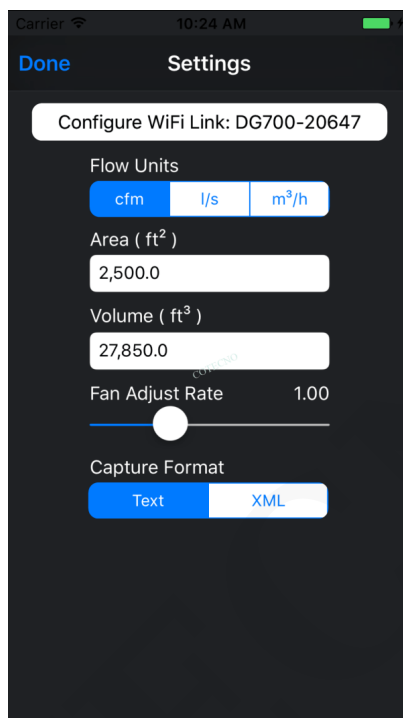 Carrier 10:24 AM
Done Settings
Configure WiFi Link: DG700-20647
Flow Units
cfm l/s m³/h
Area ( ft² )
2,500.0
Volume ( ft³ )
27,850.0
COTECNO
Fan Adjust Rate 1.00
Capture Format
Text XML